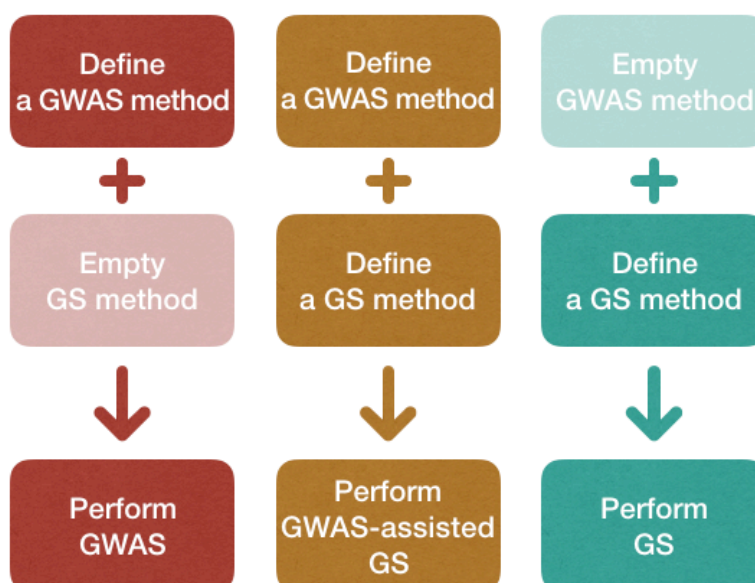 Define
a GWAS method
Define
a GWAS method
Empty
GWAS method
+
+
+
Empty
GS method
Define
a GS method
Define
a GS method
Perform
GWAS
Perform
GWAS-assisted
GS
Perform
GS